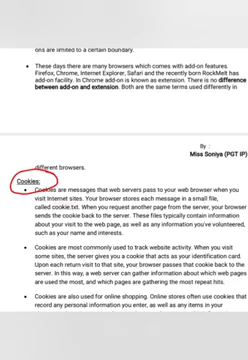 ons are limited to a certain boundary.
• These days there are many browsers which comes with add-on features.
Firefox, Chrome, Internet Explorer, Safari and the recently born RockMelt has
add-on facility. In Chrome add-on is known as extension. There is no difference
between add-on and extension. Both are the same terms used differently in
By :
Miss Soniya (PGT IP)
different browsers.
Cookies:
• Cookies are messages that web servers pass to your web browser when you
visit Internet sites. Your browser stores each message in a small file,
called cookie.txt. When you request another page from the server, your browser
sends the cookie back to the server. These files typically contain information
about your visit to the web page, as well as any information you've volunteered,
such as your name and interests.
• Cookies are most commonly used to track website activity. When you visit
some sites, the server gives you a cookie that acts as your identification card.
Upon each return visit to that site, your browser passes that cookie back to the
server. In this way, a web server can gather information about which web pages
are used the most, and which pages are gathering the most repeat hits.
• Cookies are also used for online shopping. Online stores often use cookies that
record any personal information you enter, as well as any items in your